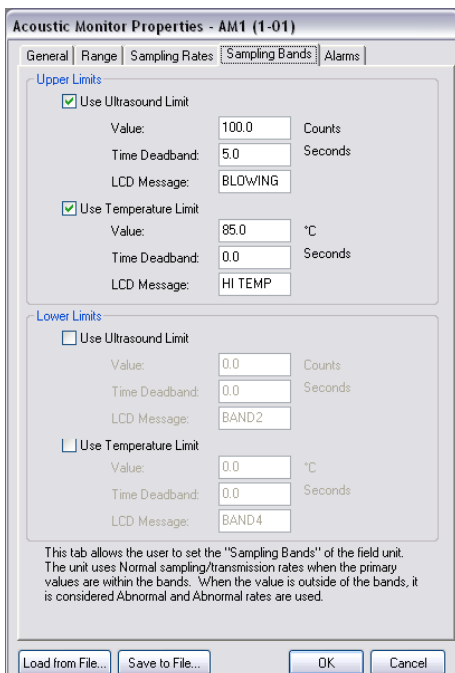 Acoustic Monitor Properties - AM1 (1-01)
General Range Sampling Rates Sampling Bands Alarms
Upper Limits
Use Ultrasound Limit
Value: 100.0 Counts
Time Deadband: 5.0 Seconds
LCD Message: BLOWING
Use Temperature Limit
Value: 85.0 °C
Time Deadband: 0.0 Seconds
LCD Message: HI TEMP
Lower Limits
Use Ultrasound Limit
Value: 0.0 Counts
Time Deadband: 0.0 Seconds
LCD Message: BAND2
Use Temperature Limit
Value: 0.0 °C
Time Deadband: 0.0 Seconds
LCD Message: BAND4
This tab allows the user to set the "Sampling Bands" of the field unit.
The unit uses Normal sampling/transmission rates when the primary
values are within the bands. When the value is outside of the bands, it
is considered Abnormal and Abnormal rates are used.
Load from File... Save to File... OK Cancel